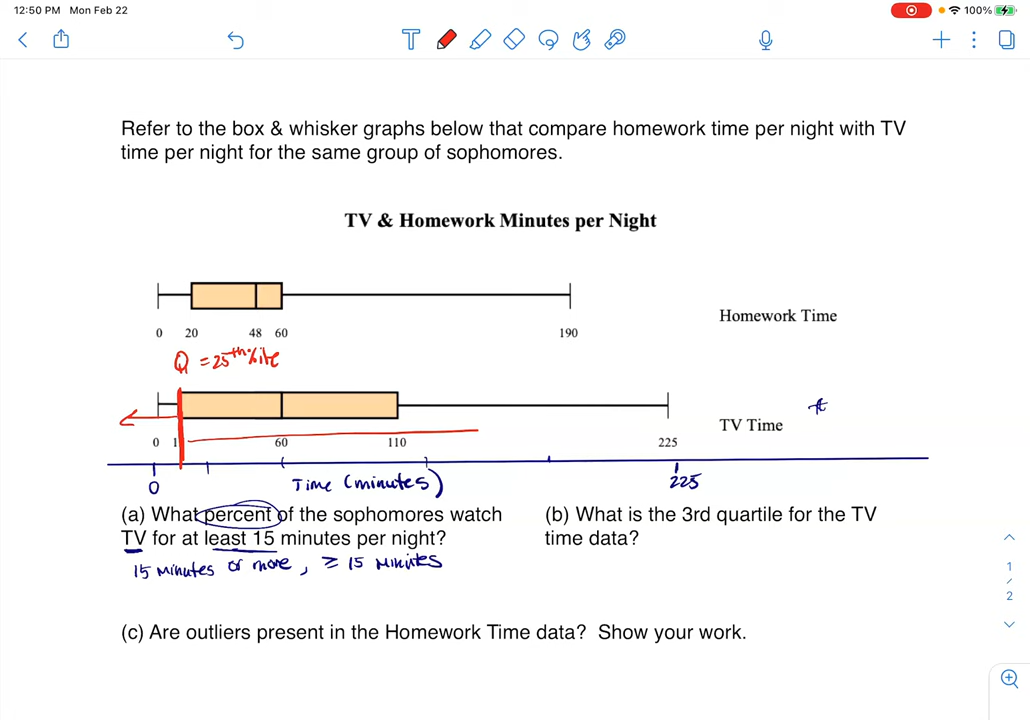 12:50 PM Mon Feb 22
100%
Refer to the box & whisker graphs below that compare homework time per night with TV
time per night for the same group of sophomores.
TV & Homework Minutes per Night
0 20 48 60 190
Homework Time
Q = 25th %ile
TV Time
0 1 60 110 225
0 Time (minutes) 225
(a) What percent of the sophomores watch
TV for at least 15 minutes per night?
15 minutes or more, ≥ 15 minutes
(b) What is the 3rd quartile for the TV
time data?
(c) Are outliers present in the Homework Time data? Show your work.
1
/
2